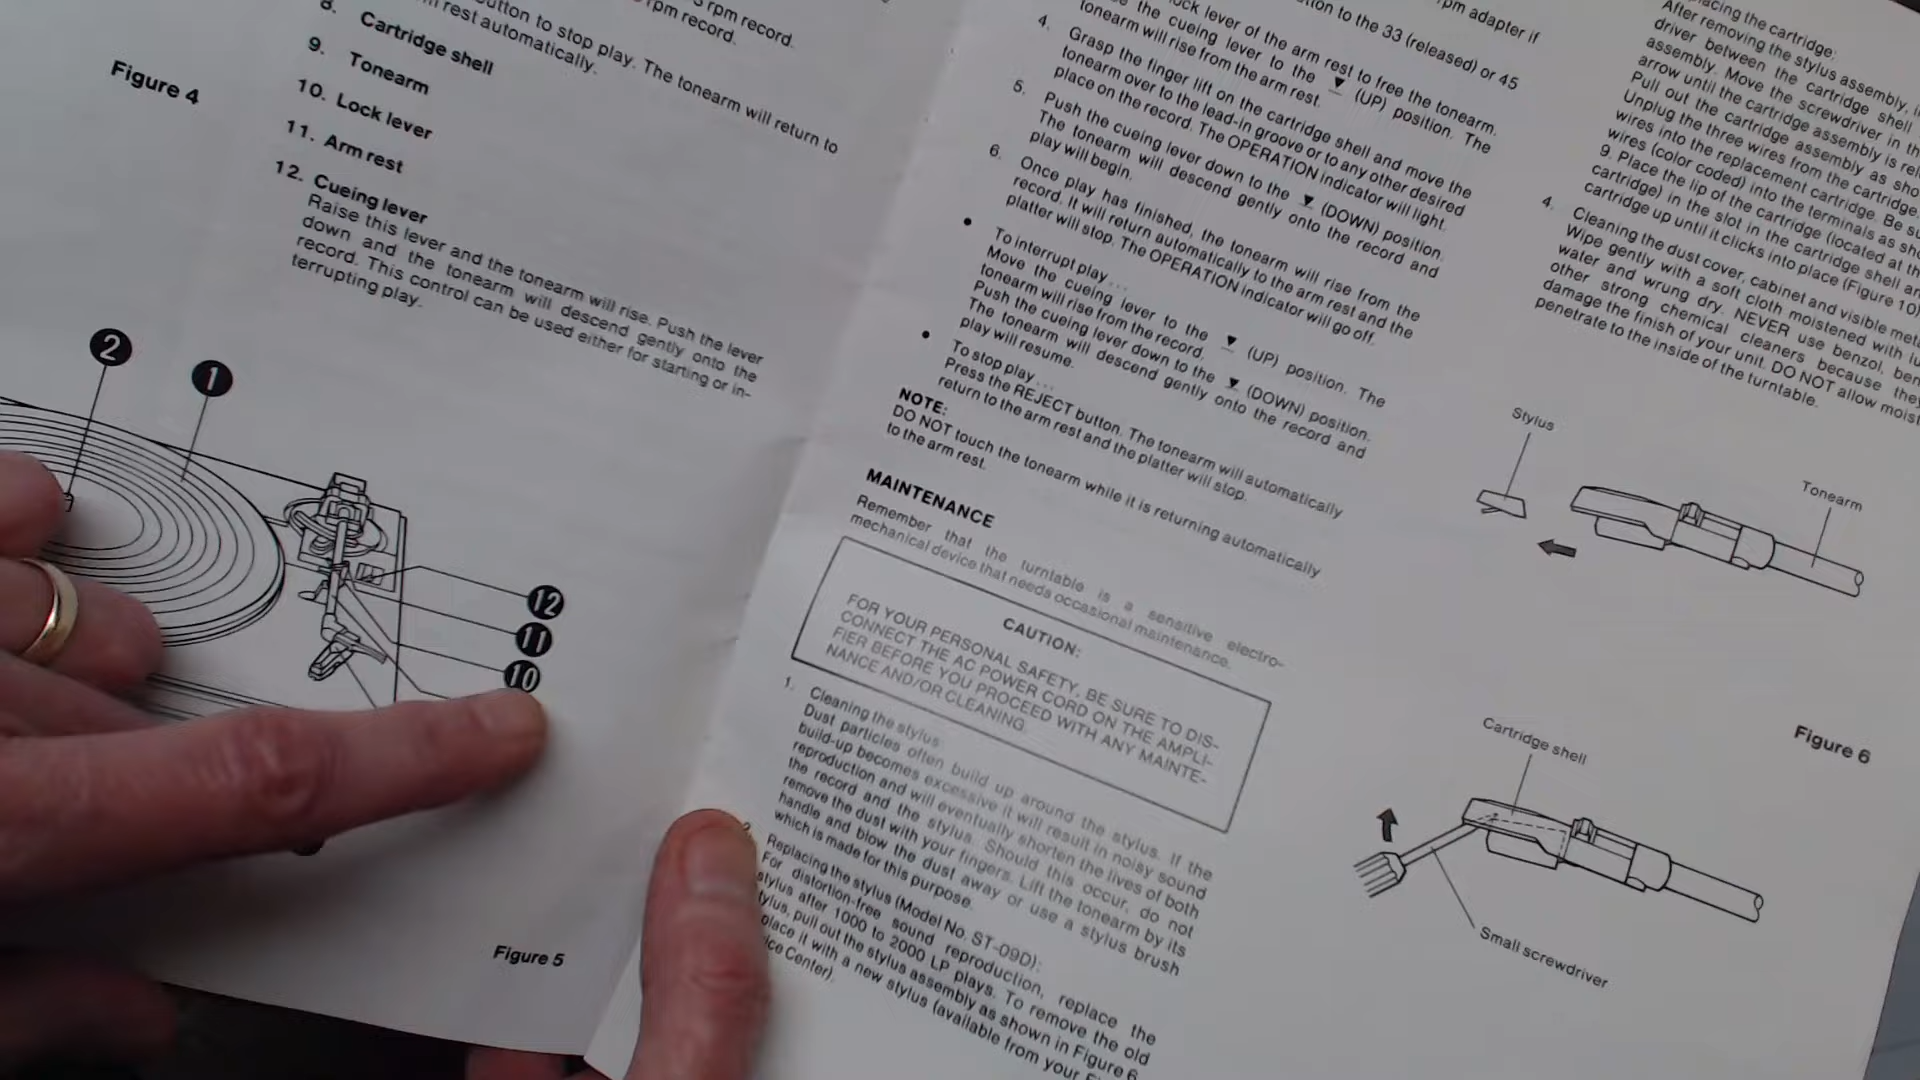 3 rpm record.
rpm record.
utton to stop play. The tonearm will return to
rest automatically.
8. Cartridge shell
9. Tonearm
10. Lock lever
11. Arm rest
12. Cueing lever
Raise this lever and the tonearm will rise. Push the lever
down and the tonearm will descend gently onto the
record. This control can be used either for starting or in-
terrupting play.
Figure 4
2
1
12
11
10
Figure 5
pm adapter if
tton to the 33 (released) or 45
ock lever of the arm rest to free the tonearm.
the cueing lever to the ▼ (UP) position. The
tonearm will rise from the arm rest.
4. Grasp the finger lift on the cartridge shell and move the
tonearm over to the lead-in groove or to any other desired
place on the record. The OPERATION indicator will light.
5. Push the cueing lever down to the ▼ (DOWN) position.
The tonearm will descend gently onto the record and
play will begin.
6. Once play has finished, the tonearm will rise from the
record. It will return automatically to the arm rest and the
platter will stop. The OPERATION indicator will go off.
• To interrupt play...
Move the cueing lever to the ▼ (UP) position. The
tonearm will rise from the record.
Push the cueing lever down to the ▼ (DOWN) position.
The tonearm will descend gently onto the record and
play will resume.
• To stop play...
Press the REJECT button. The tonearm will automatically
return to the arm rest and the platter will stop.
NOTE:
DO NOT touch the tonearm while it is returning automatically
to the arm rest.
MAINTENANCE
Remember that the turntable is a sensitive electro-
mechanical device that needs occasional maintenance.
CAUTION:
FOR YOUR PERSONAL SAFETY, BE SURE TO DIS-
CONNECT THE AC POWER CORD ON THE AMPLI-
FIER BEFORE YOU PROCEED WITH ANY MAINTE-
NANCE AND/OR CLEANING.
1. Cleaning the stylus
Dust particles often build up around the stylus. If the
build-up becomes excessive it will result in noisy sound
reproduction and will eventually shorten the lives of both
the record and the stylus. Should this occur, do not
remove the dust with your fingers. Lift the tonearm by its
handle and blow the dust away or use a stylus brush
which is made for this purpose.
2. Replacing the stylus (Model No. ST-09D):
For distortion-free sound reproduction, replace the
stylus after 1000 to 2000 LP plays. To remove the old
tylus, pull out the stylus assembly as shown in Figure 6
place it with a new stylus (available from your
ice Center).
lacing the cartridge:
After removing the stylus assembly,
driver between the cartridge shell
assembly. Move the screwdriver in th
arrow until the cartridge assembly is rel
Pull out the cartridge assembly as sho
Unplug the three wires from the cartridge.
wires into the replacement cartridge. Be su
wires (color coded) into the terminals as sho
9. Place the lip of the cartridge (located at th
cartridge) in the slot in the cartridge shell an
cartridge up until it clicks into place (Figure 10)
4. Cleaning the dust cover, cabinet and visible meta
Wipe gently with a soft cloth moistened with lu
water and wrung dry. NEVER use benzol, ben
other strong chemical cleaners because they
damage the finish of your unit. DO NOT allow moist
penetrate to the inside of the turntable.
Stylus
Tonearm
Figure 6
Cartridge shell
Small screwdriver